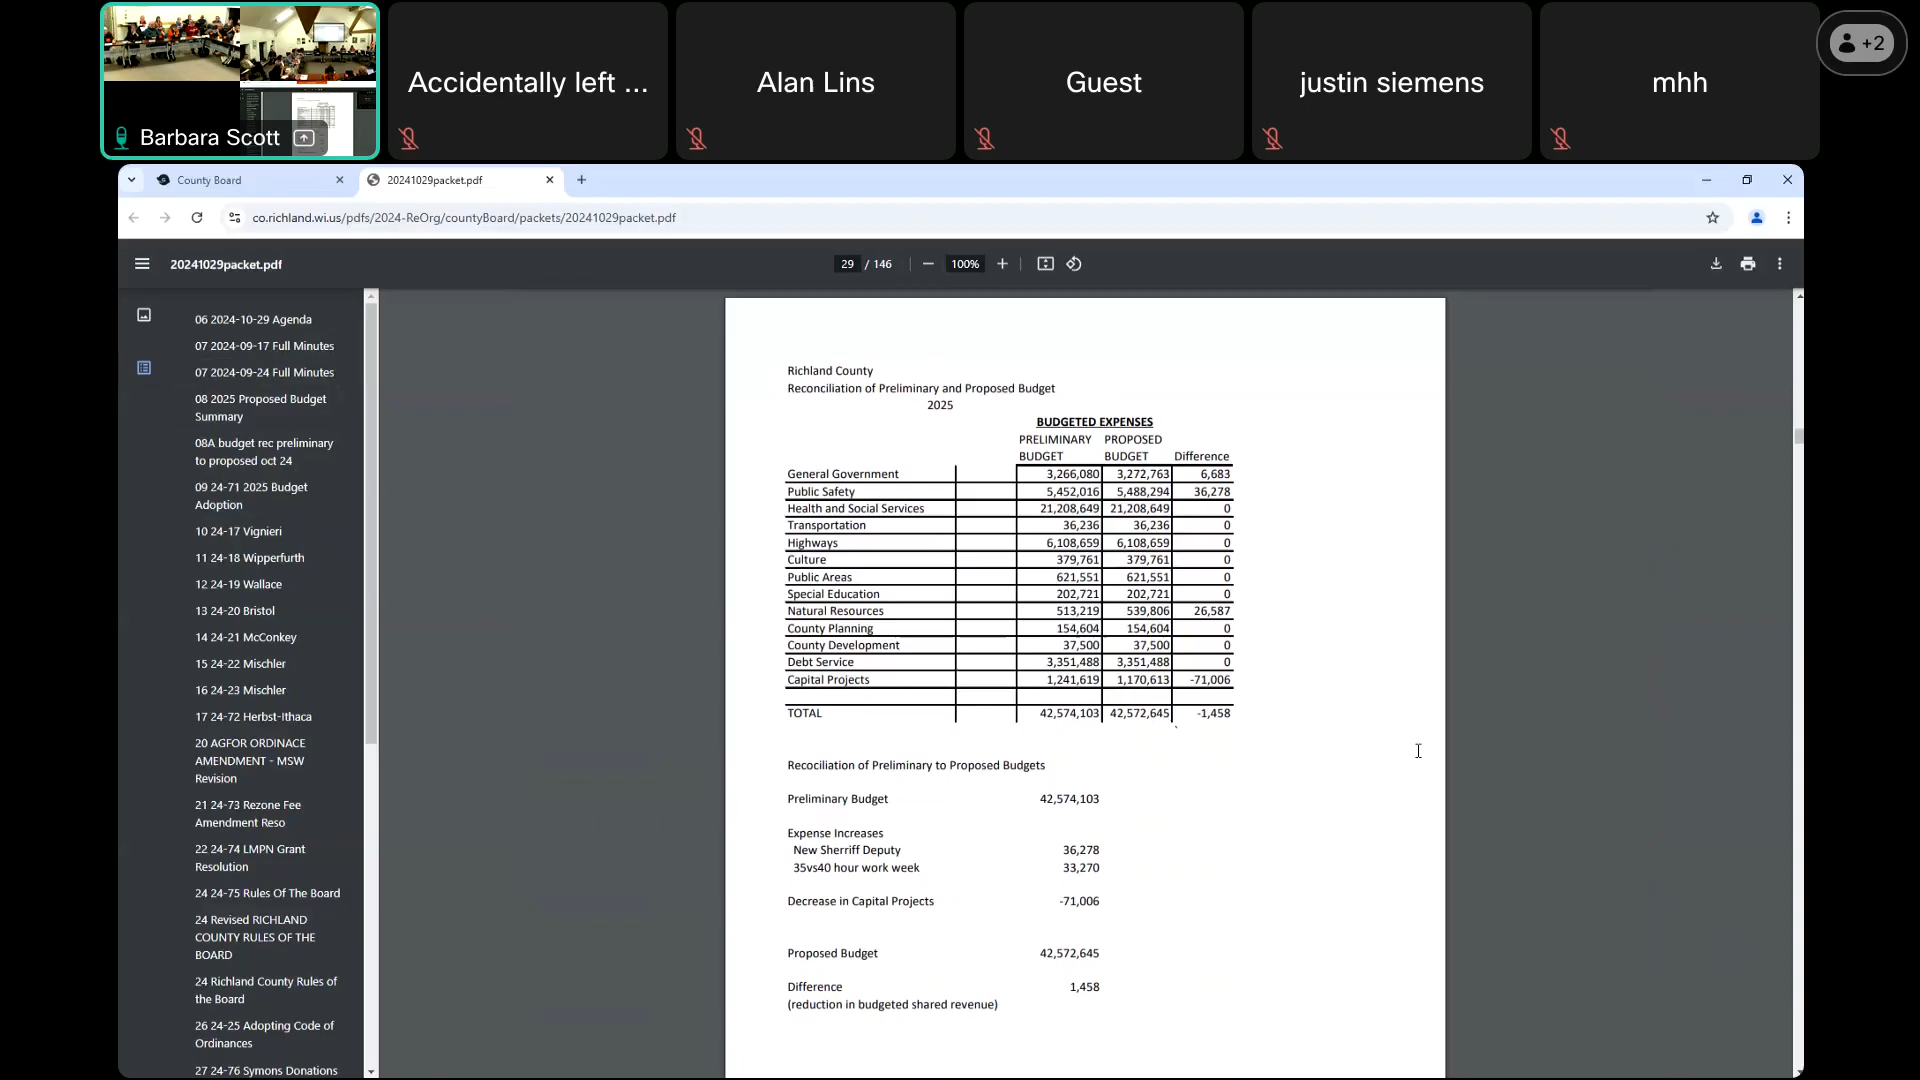 Barbara Scott
Accidentally left ...
Alan Lins
Guest
justin siemens
mhh
+2
County Board
20241029packet.pdf
co.richland.wi.us/pdfs/2024-ReOrg/countyBoard/packets/20241029packet.pdf
20241029packet.pdf
29 / 146
100%
06 2024-10-29 Agenda
07 2024-09-17 Full Minutes
07 2024-09-24 Full Minutes
08 2025 Proposed Budget
Summary
08A budget rec preliminary
to proposed oct 24
09 24-71 2025 Budget
Adoption
10 24-17 Vignieri
11 24-18 Wipperfurth
12 24-19 Wallace
13 24-20 Bristol
14 24-21 McConkey
15 24-22 Mischler
16 24-23 Mischler
17 24-72 Herbst-Ithaca
20 AGFOR ORDINACE
AMENDMENT - MSW
Revision
21 24-73 Rezone Fee
Amendment Reso
22 24-74 LMPN Grant
Resolution
24 24-75 Rules Of The Board
24 Revised RICHLAND
COUNTY RULES OF THE
BOARD
24 Richland County Rules of
the Board
26 24-25 Adopting Code of
Ordinances
27 24-76 Symons Donations
Richland County
Reconciliation of Preliminary and Proposed Budget
2025
BUDGETED EXPENSES
PRELIMINARY PROPOSED
BUDGET BUDGET Difference
General Government 3,266,080 3,272,763 6,683
Public Safety 5,452,016 5,488,294 36,278
Health and Social Services 21,208,649 21,208,649 0
Transportation 36,236 36,236 0
Highways 6,108,659 6,108,659 0
Culture 379,761 379,761 0
Public Areas 621,551 621,551 0
Special Education 202,721 202,721 0
Natural Resources 513,219 539,806 26,587
County Planning 154,604 154,604 0
County Development 37,500 37,500 0
Debt Service 3,351,488 3,351,488 0
Capital Projects 1,241,619 1,170,613 -71,006
TOTAL 42,574,103 42,572,645 -1,458
Recociliation of Preliminary to Proposed Budgets
Preliminary Budget 42,574,103
Expense Increases
New Sherriff Deputy 36,278
35vs40 hour work week 33,270
Decrease in Capital Projects -71,006
Proposed Budget 42,572,645
Difference 1,458
(reduction in budgeted shared revenue)